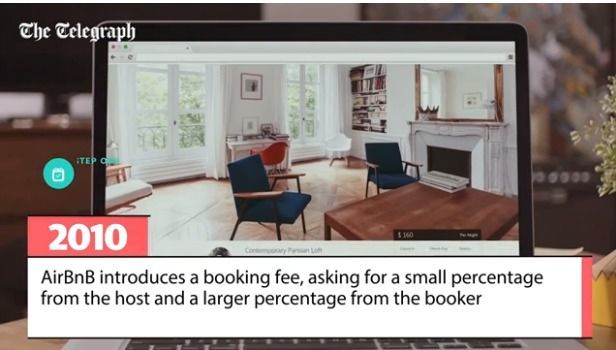 The Telegraph
$ 160
Per Night
Contemporary Parisian Loft
2010
AirBnB introduces a booking fee, asking for a small percentage
from the host and a larger percentage from the booker